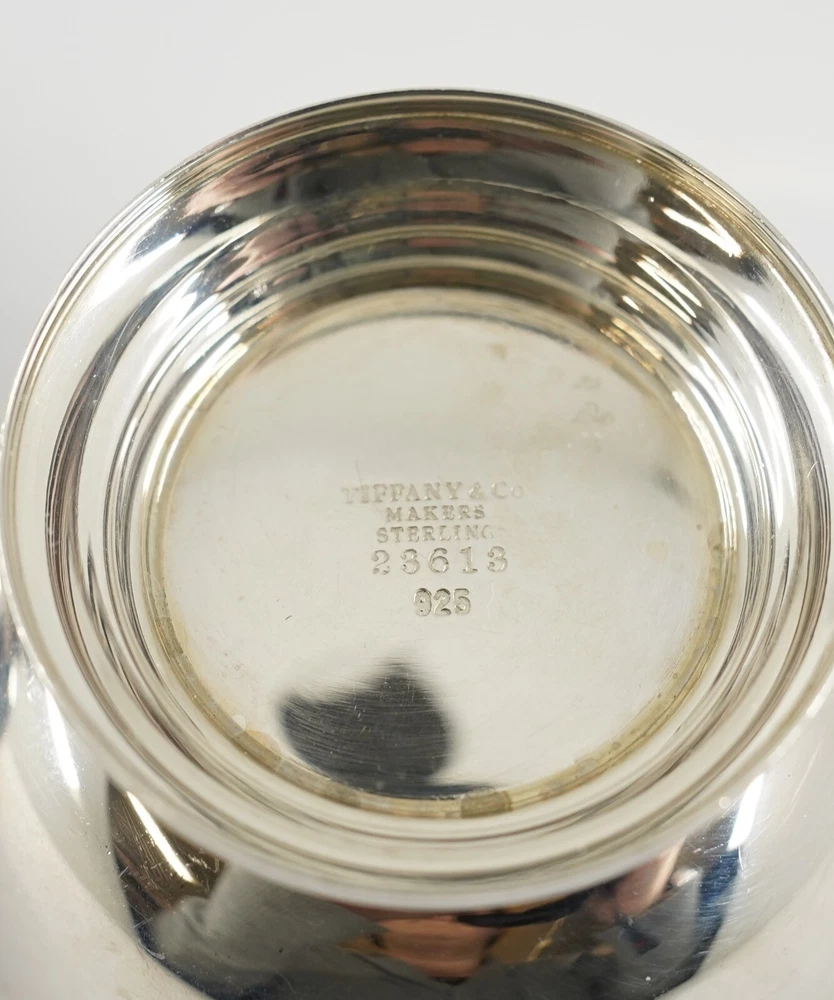 TIFFANY & Co
MAKERS
STERLING
23613
925